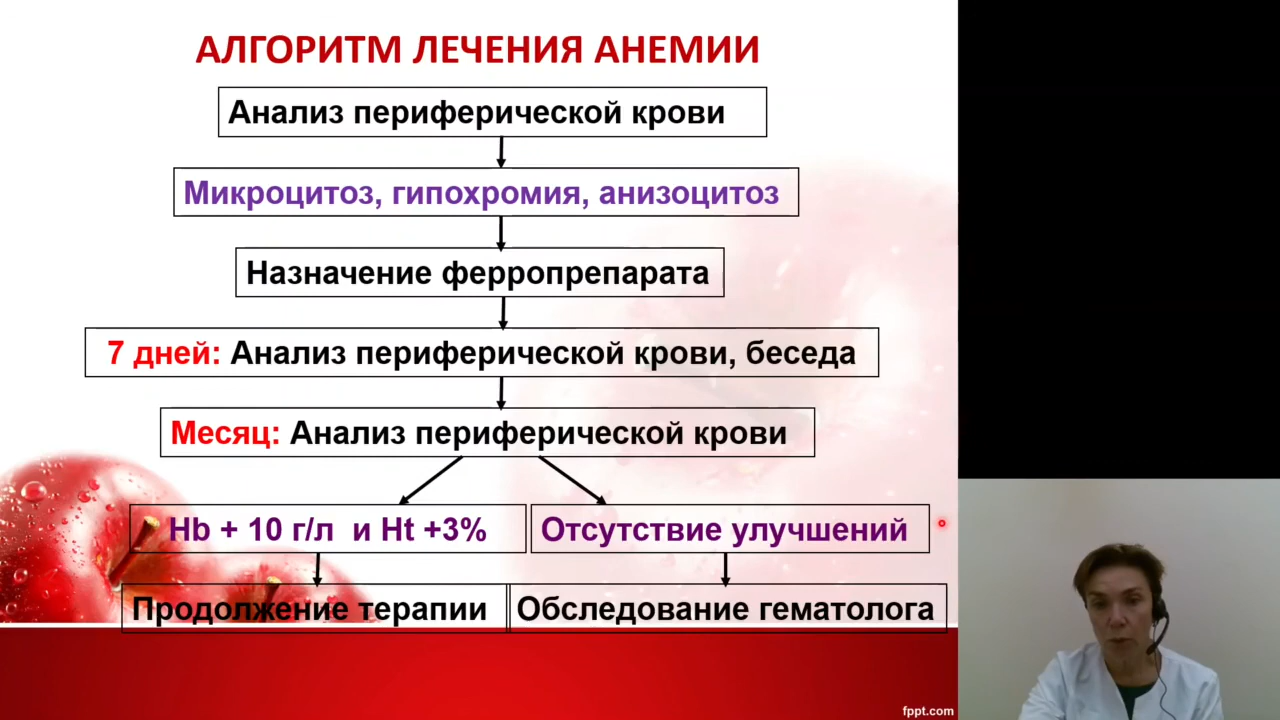 АЛГОРИТМ ЛЕЧЕНИЯ АНЕМИИ
Анализ периферической крови
Микроцитоз, гипохромия, анизоцитоз
Назначение ферропрепарата
7 дней: Анализ периферической крови, беседа
Месяц: Анализ периферической крови
Hb + 10 г/л и Ht +3%
Отсутствие улучшений
Продолжение терапии
Обследование гематолога
fppt.com